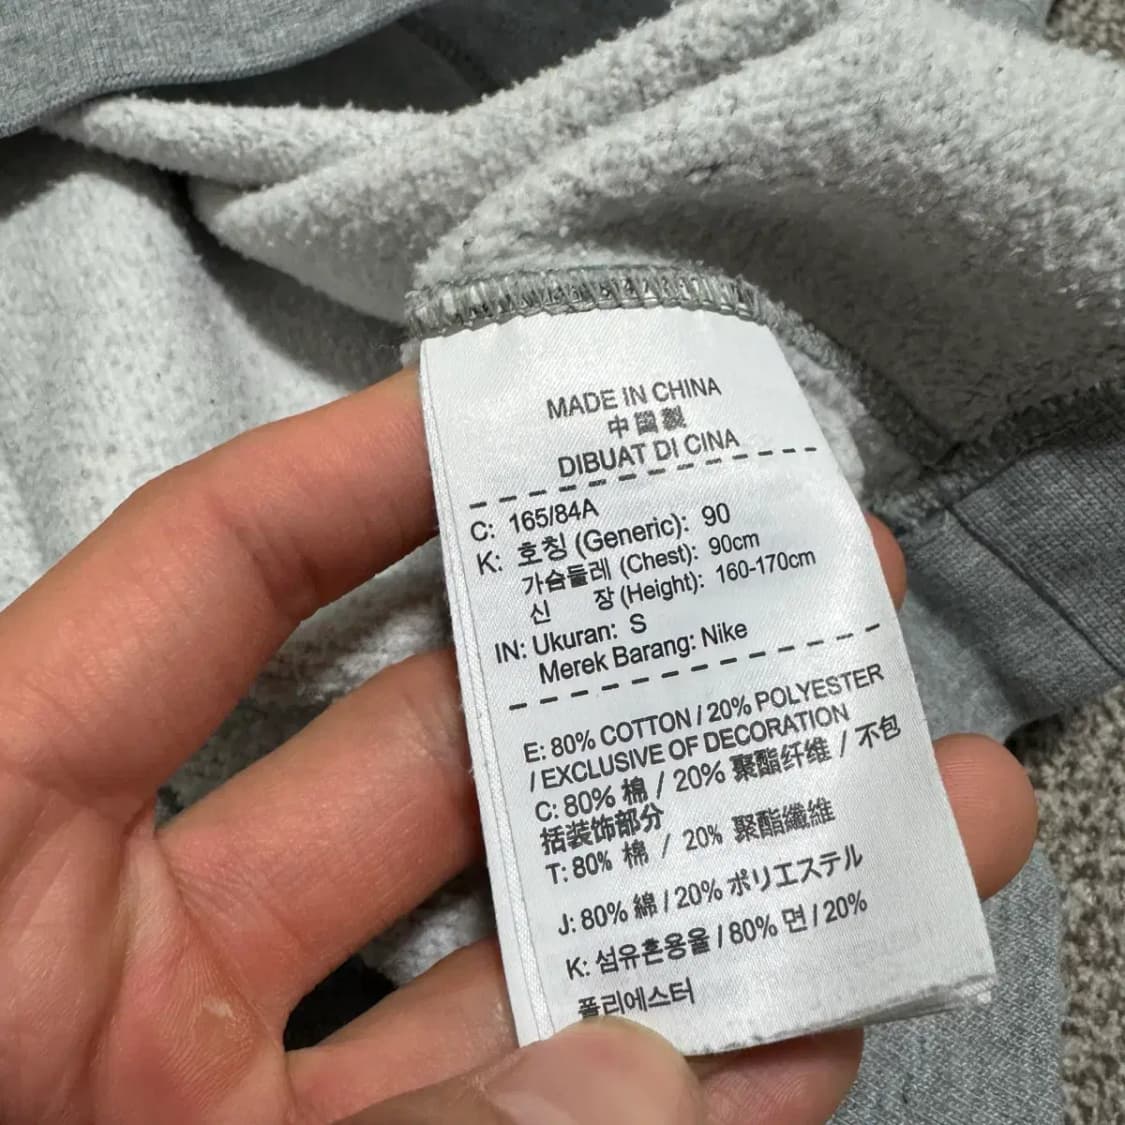 MADE IN CHINA
中國製
DIBUAT DI CINA
C: 165/84A
K: 호칭 (Generic): 90
가슴둘레 (Chest): 90cm
신 장 (Height): 160-170cm
IN: Ukuran: S
Merek Barang: Nike
E: 80% COTTON / 20% POLYESTER
/ EXCLUSIVE OF DECORATION
C: 80% 棉 / 20% 聚酯纤维 / 不包
括装饰部分
T: 80% 棉 / 20% 聚酯纖維
J: 80% 綿 / 20% ポリエステル
K: 섬유혼용율 / 80% 면 / 20%
폴리에스터